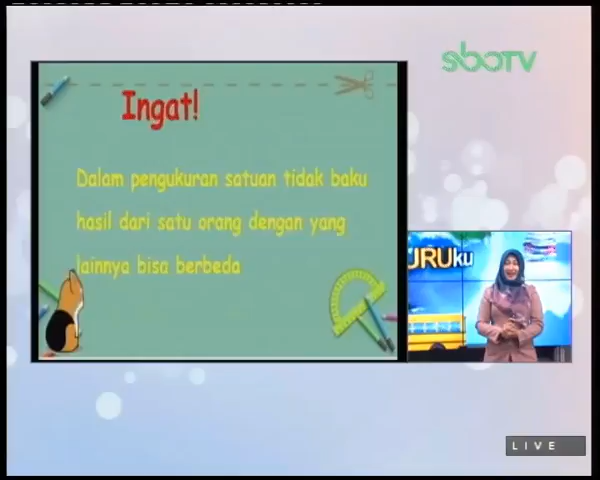 sboTV
Ingat!
Dalam pengukuran satuan tidak baku
hasil dari satu orang dengan yang
lainnya bisa berbeda
URUku
LIVE